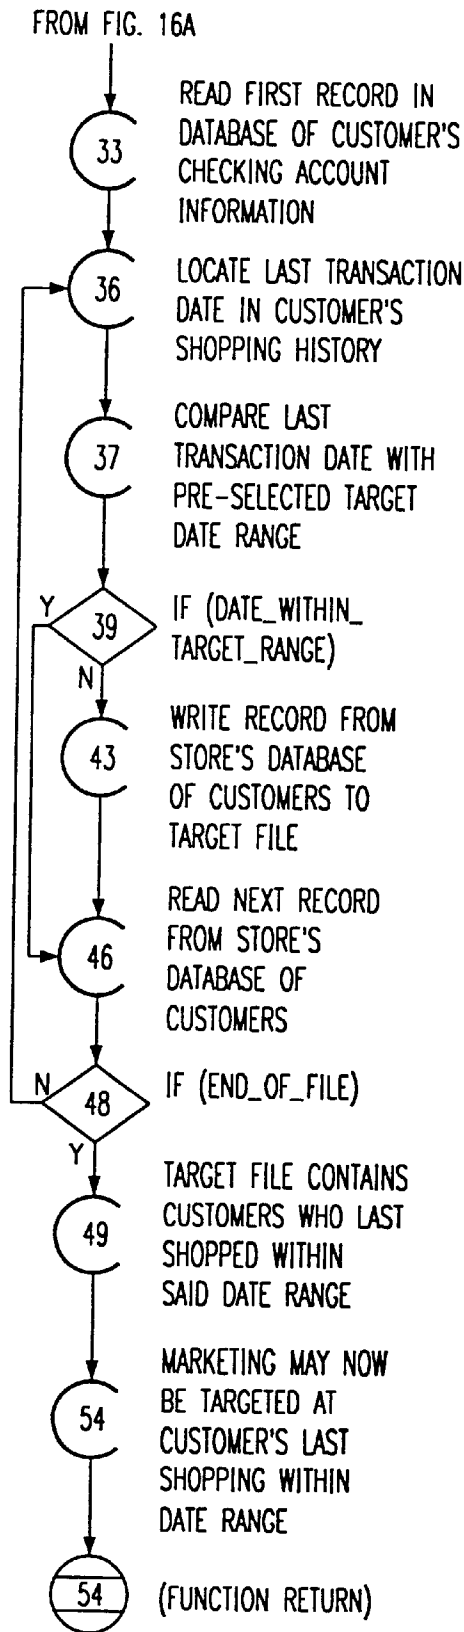 FROM FIG. 16A
33
READ FIRST RECORD IN
DATABASE OF CUSTOMER'S
CHECKING ACCOUNT
INFORMATION
36
LOCATE LAST TRANSACTION
DATE IN CUSTOMER'S
SHOPPING HISTORY
37
COMPARE LAST
TRANSACTION DATE WITH
PRE-SELECTED TARGET
DATE RANGE
Y
39
IF (DATE_WITHIN_
TARGET_RANGE)
N
43
WRITE RECORD FROM
STORE'S DATABASE
OF CUSTOMERS TO
TARGET FILE
46
READ NEXT RECORD
FROM STORE'S
DATABASE OF
CUSTOMERS
N
48
IF (END_OF_FILE)
Y
49
TARGET FILE CONTAINS
CUSTOMERS WHO LAST
SHOPPED WITHIN
SAID DATE RANGE
54
MARKETING MAY NOW
BE TARGETED AT
CUSTOMER'S LAST
SHOPPING WITHIN
DATE RANGE
54
(FUNCTION RETURN)